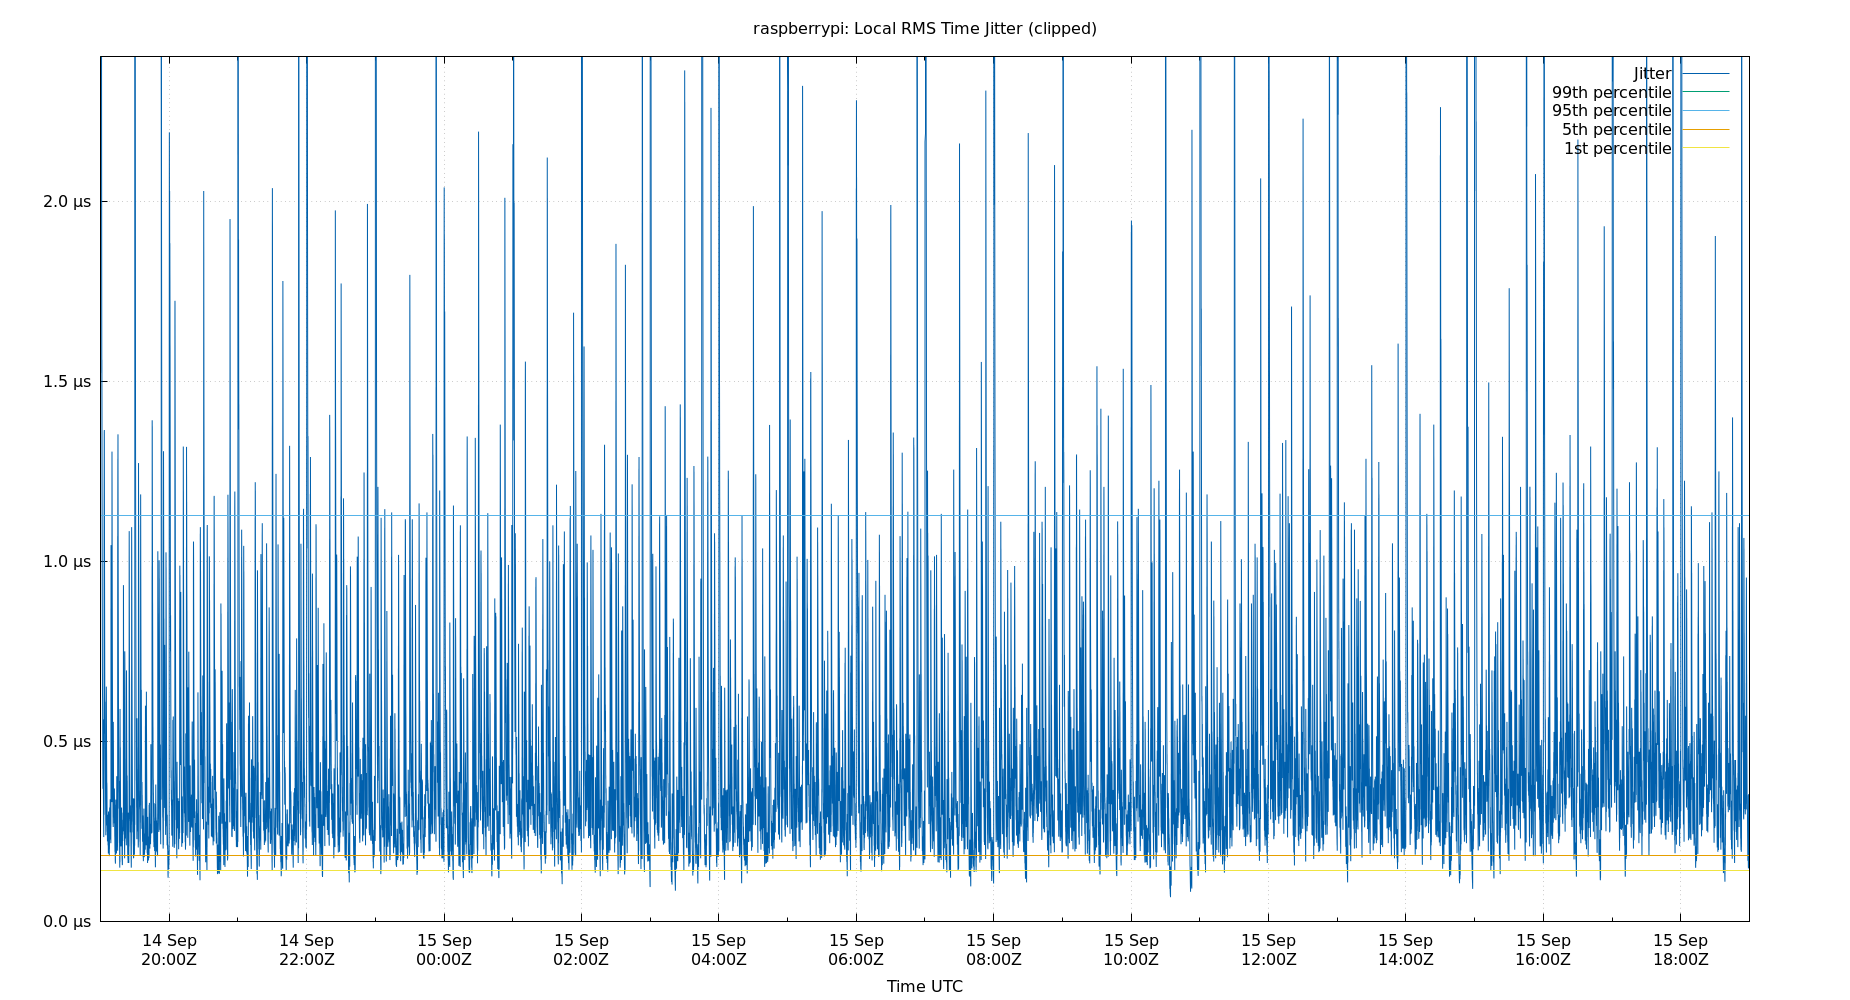 raspberrypi: Local RMS Time Jitter (clipped)
Jitter
99th percentile
95th percentile
5th percentile
1st percentile
2.0 µs
1.5 µs
1.0 µs
0.5 µs
0.0 µs
14 Sep 14 Sep 15 Sep 15 Sep 15 Sep 15 Sep 15 Sep 15 Sep 15 Sep 15 Sep 15 Sep 15 Sep
20:00Z 22:00Z 00:00Z 02:00Z 04:00Z 06:00Z 08:00Z 10:00Z 12:00Z 14:00Z 16:00Z 18:00Z
Time UTC